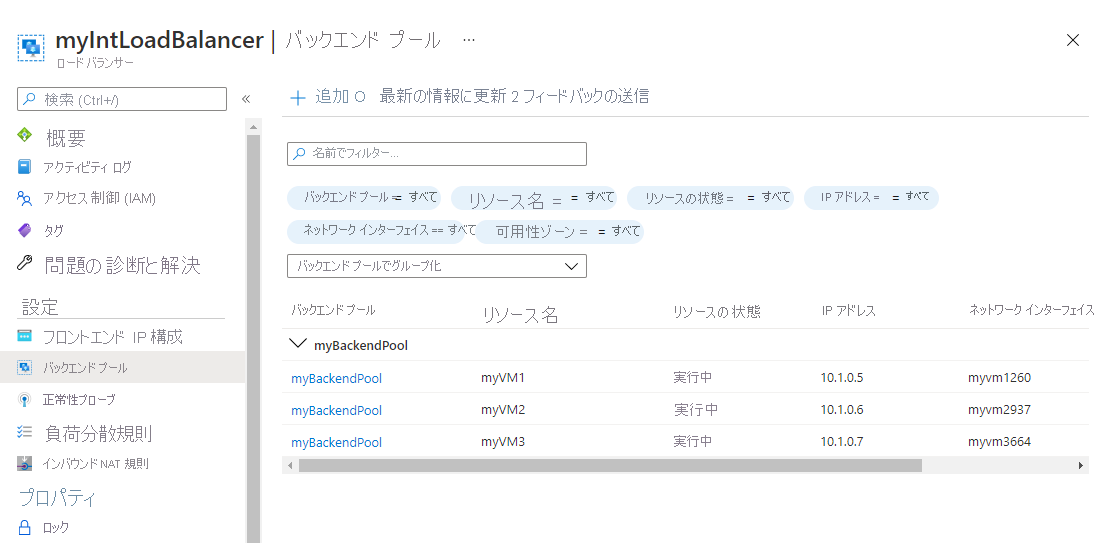 myIntLoadBalancer | バックエンド プール ...
ロード バランサー
検索 (Ctrl+/) «
概要
アクティビティ ログ
アクセス制御 (IAM)
タグ
問題の診断と解決
設定
フロントエンド IP 構成
バックエンド プール
正常性プローブ
負荷分散規則
インバウンド NAT 規則
プロパティ
ロック
+ 追加 O 最新の情報に更新 2 フィードバックの送信
名前でフィルター...
バックエンド プール == すべて リソース名 = = すべて リソースの状態 = = すべて IP アドレス = = すべて
ネットワーク インターフェイス == すべて 可用性ゾーン = = すべて
バックエンド プールでグループ化
バックエンド プール リソース名 リソースの状態 IP アドレス ネットワーク インターフェイス
myBackendPool
myBackendPool myVM1 実行中 10.1.0.5 myvm1260
myBackendPool myVM2 実行中 10.1.0.6 myvm2937
myBackendPool myVM3 実行中 10.1.0.7 myvm3664